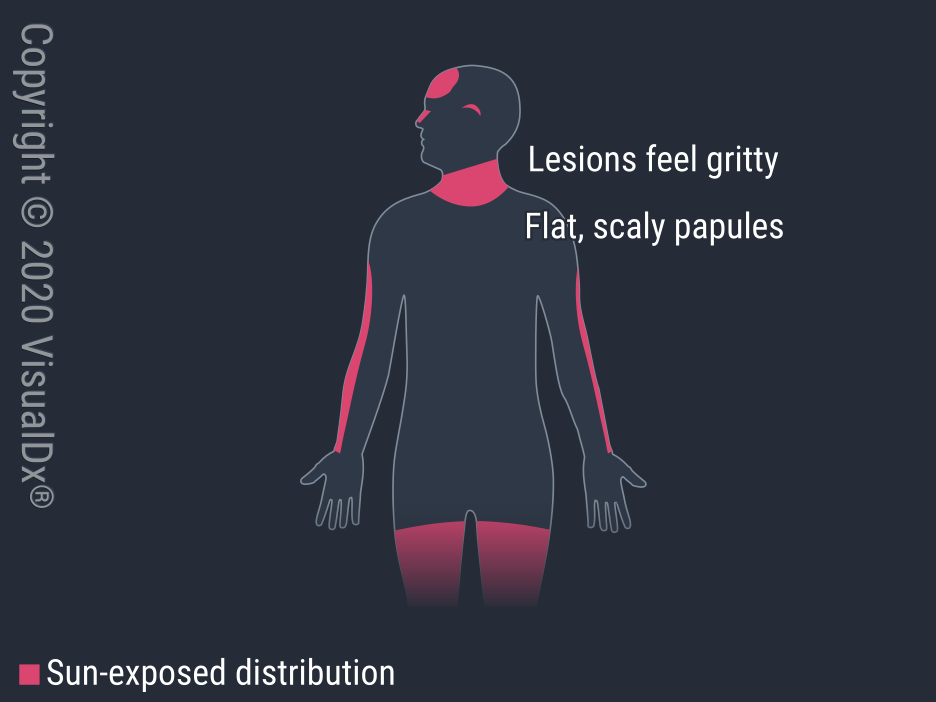 Copyright © 2020 VisualDx®
Lesions feel gritty
Flat, scaly papules
Sun-exposed distribution